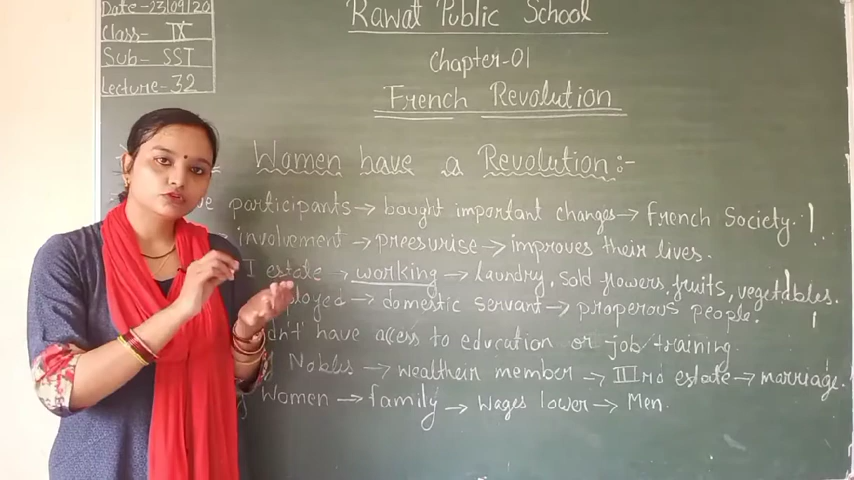 Date-23/09/20
Class- IX
Sub- SST
Lecture-32
Rawat Public School
Chapter-01
French Revolution
Women have a Revolution:-
participants→ bought important changes→ French Society.
involvement → preesurise→ improves their lives.
I estate → working → Laundry, sold flowers, fruits, vegetables.
loyed → domestic servant → properous people.
dn't have access to education or job/training
Nobles → wealtheir member → IIIrd estate → marriage.
Women → family → wages lower → Men.